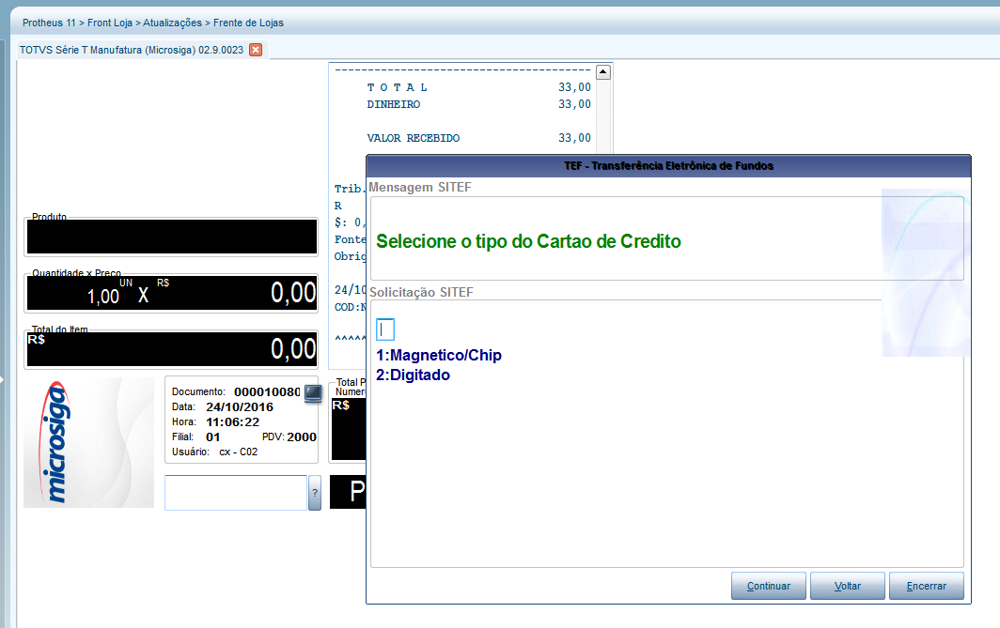 Protheus 11 > Front Loja > Atualizações > Frente de Lojas
TOTVS Série T Manufatura (Microsiga) 02.9.0023
T O T A L 33,00
DINHEIRO 33,00
VALOR RECEBIDO 33,00
Trib.
R
$: 0,
Fonte
Obrig
24/10
COD:N
^^^^^
Produto
Quantidade x Preço
1,00 UN X R$ 0,00
Total do Item
R$ 0,00
microsiga
Documento: 000010080
Data: 24/10/2016
Hora: 11:06:22
Filial: 01 PDV: 2000
Usuário: cx - C02
?
Total P
Numer
R$
P
TEF - Transferência Eletrônica de Fundos
Mensagem SITEF
Selecione o tipo do Cartao de Credito
Solicitação SITEF
1:Magnetico/Chip
2:Digitado
Continuar
Voltar
Encerrar